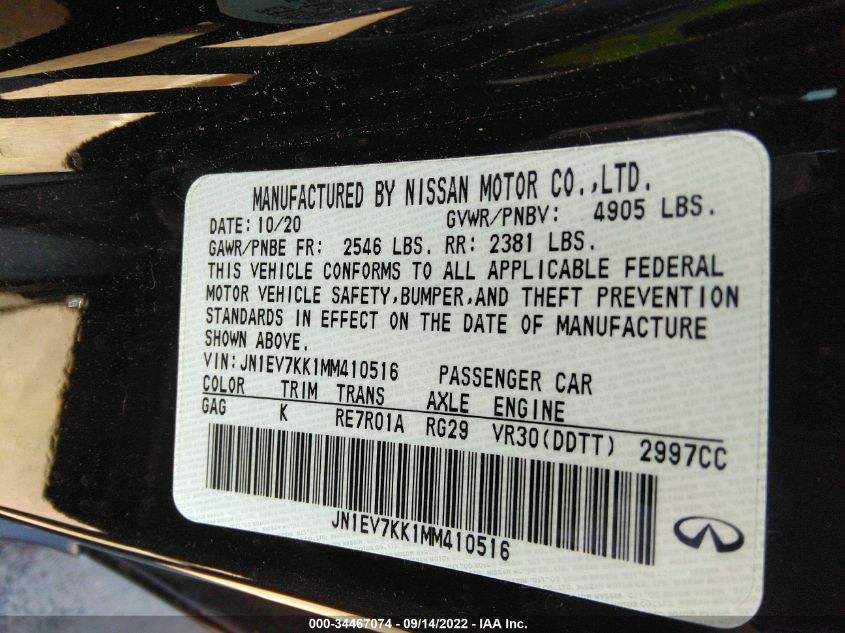 MANUFACTURED BY NISSAN MOTOR CO.,LTD.
DATE: 10/20 GVWR/PNBV: 4905 LBS.
GAWR/PNBE FR: 2546 LBS. RR: 2381 LBS.
THIS VEHICLE CONFORMS TO ALL APPLICABLE FEDERAL
MOTOR VEHICLE SAFETY,BUMPER,AND THEFT PREVENTION
STANDARDS IN EFFECT ON THE DATE OF MANUFACTURE
SHOWN ABOVE.
VIN:JN1EV7KK1MM410516 PASSENGER CAR
COLOR TRIM TRANS AXLE ENGINE
GAG K RE7R01A RG29 VR30(DDTT) 2997CC
JN1EV7KK1MM410516
000-34467074 - 09/14/2022 - IAA Inc.